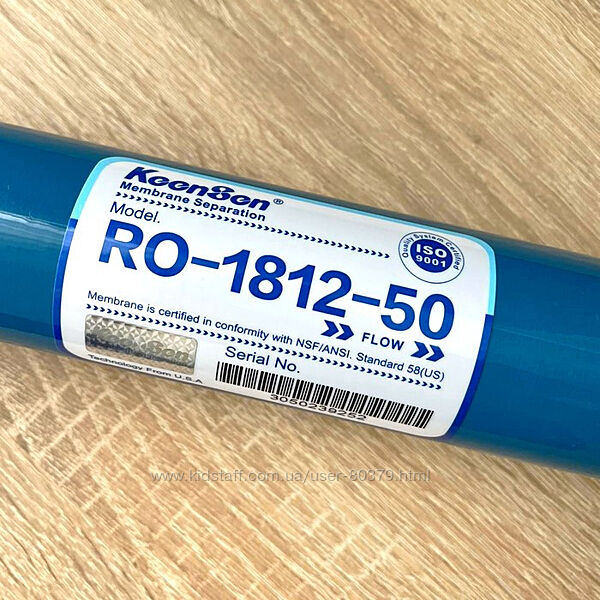 Keensen®
Membrane Separation
Model.
RO-1812-50
Quality System Certified
ISO
9001
Membrane is certified in conformity with NSF/ANSI. Standard 58(US)
FLOW
Technology From U.S.A
Serial No.
3050239252
www.kidstaff.com.ua/user-80379.html